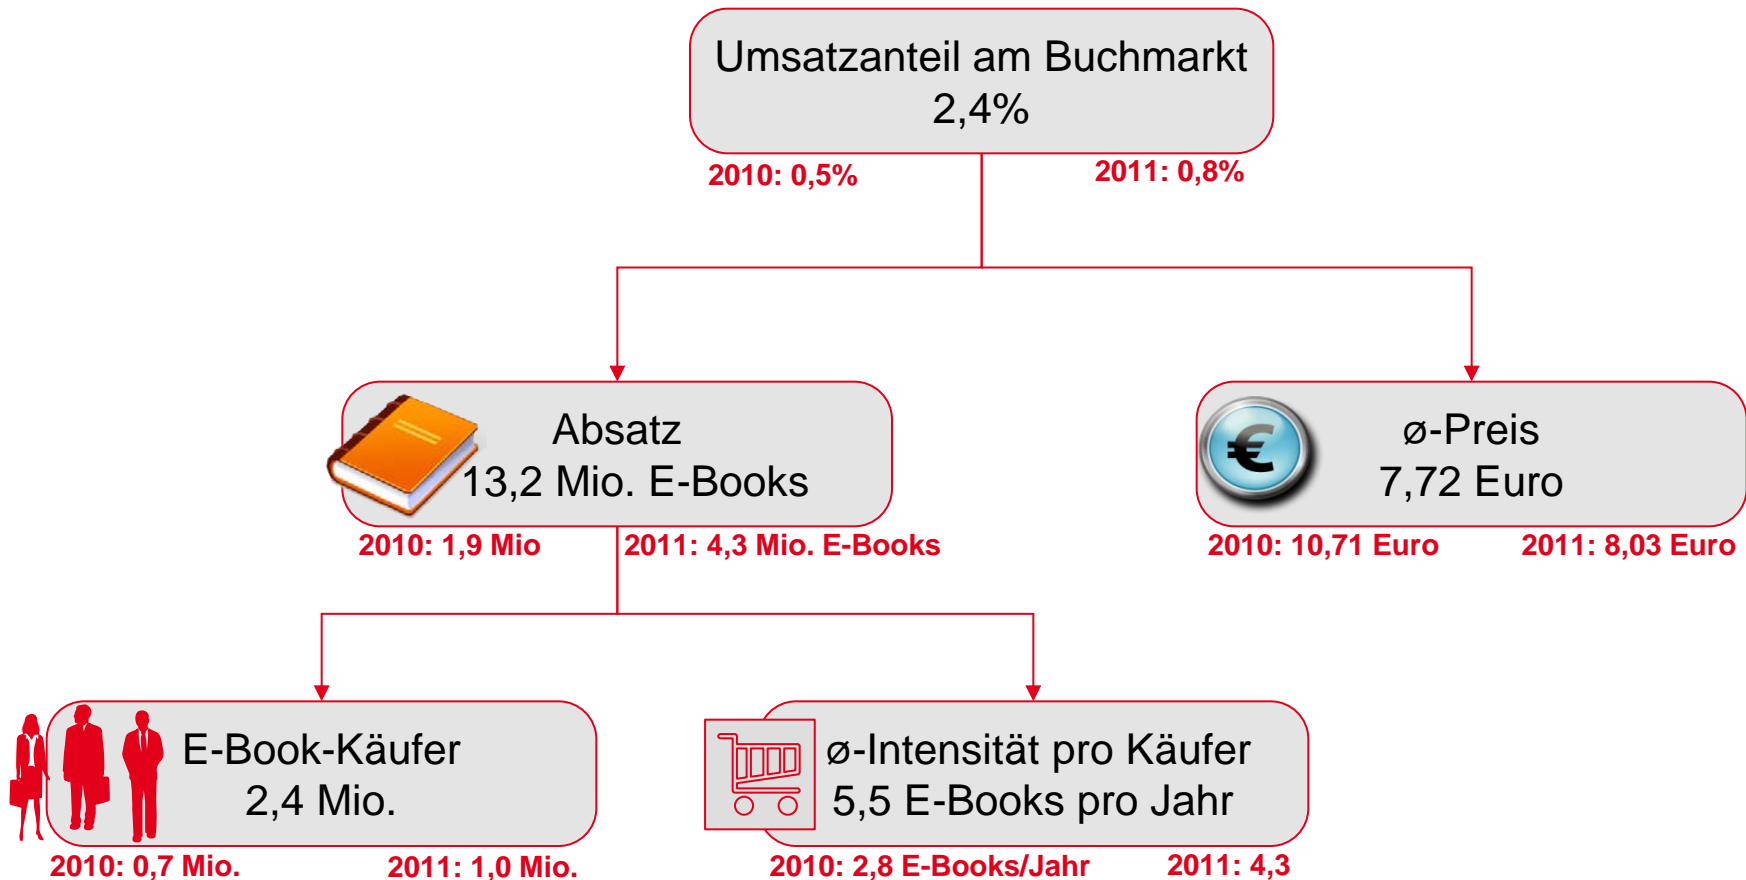 Umsatzanteil am Buchmarkt
2,4%
2010: 0,5%
2011: 0,8%
Absatz
13,2 Mio. E-Books
2010: 1,9 Mio
2011: 4,3 Mio. E-Books
ø-Preis
7,72 Euro
2010: 10,71 Euro
2011: 8,03 Euro
E-Book-Käufer
2,4 Mio.
2010: 0,7 Mio.
2011: 1,0 Mio.
ø-Intensität pro Käufer
5,5 E-Books pro Jahr
2010: 2,8 E-Books/Jahr
2011: 4,3